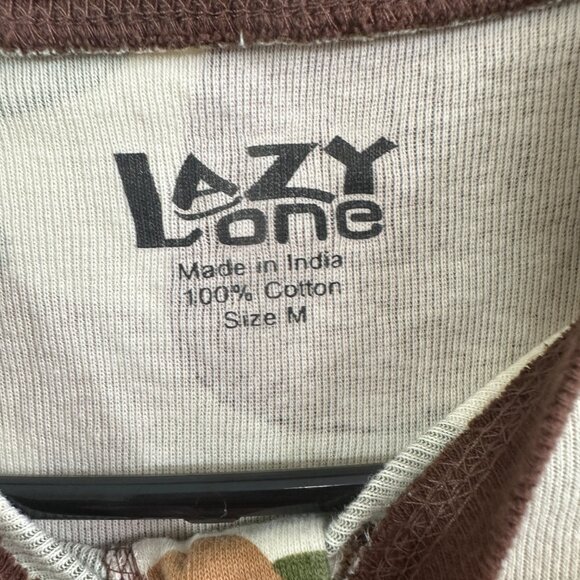 LAZY
one
Made in India
100% Cotton
Size M